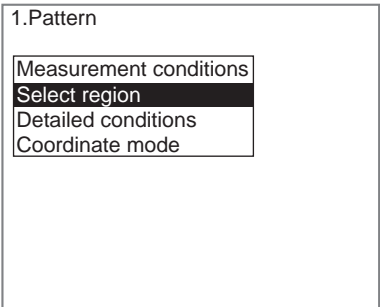 1.Pattern
Measurement conditions
Select region
Detailed conditions
Coordinate mode